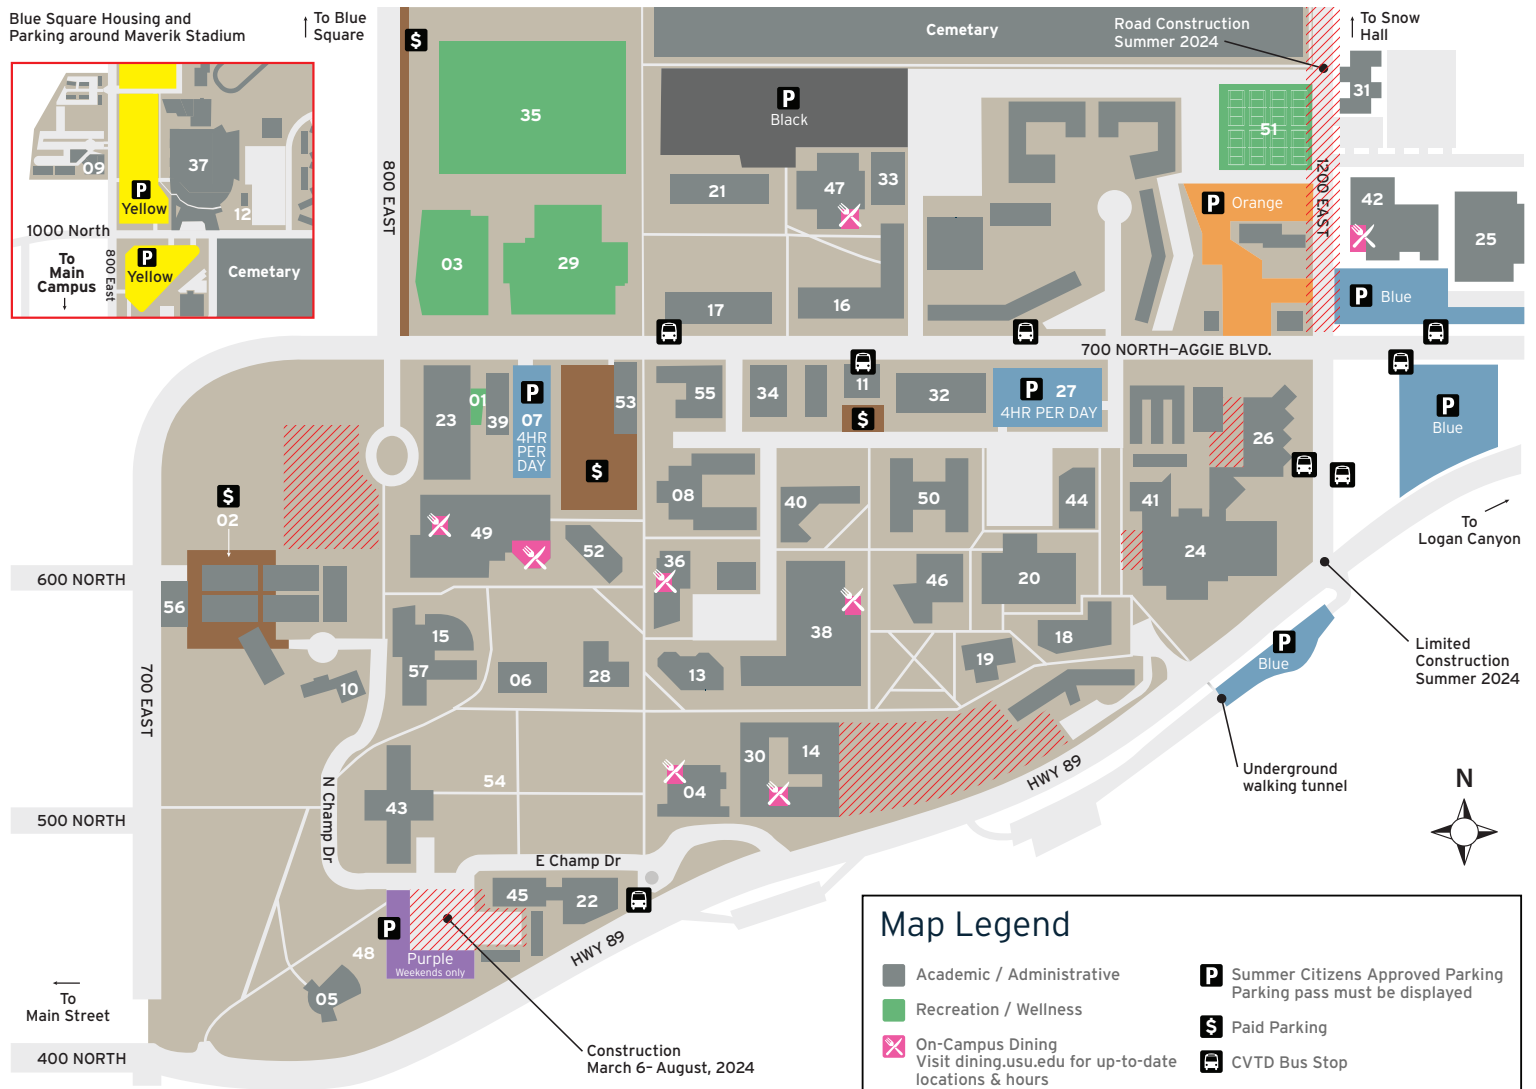 Blue Square Housing and
Parking around Maverik Stadium
To Blue
Square
09
37
12
P
Yellow
1000 North
P
Yellow
To
Main
Campus
800 East
Cemetary
$
800 EAST
35
Cemetary
Road Construction
Summer 2024
To Snow
Hall
31
P
Black
51
1200 EAST
21
47
33
P
Orange
42
25
03
29
17
16
P
Blue
700 NORTH–AGGIE BLVD.
23
01
39
P
07
4HR
PER
DAY
53
$
55
34
11
$
32
P
27
4HR PER DAY
26
P
Blue
$
02
49
52
08
40
50
44
41
24
To
Logan Canyon
600 NORTH
56
36
38
46
20
15
57
10
06
28
13
19
18
P
Blue
Limited
Construction
Summer 2024
700 EAST
Underground
walking tunnel
N Champ Dr
43
54
04
30
14
HWY 89
N
500 NORTH
E Champ Dr
45
22
HWY 89
P
48
Purple
Weekends only
05
To
Main Street
400 NORTH
Construction
March 6– August, 2024
Map Legend
Academic / Administrative
Recreation / Wellness
On-Campus Dining
Visit dining.usu.edu for up-to-date
locations & hours
P
Summer Citizens Approved Parking
Parking pass must be displayed
$
Paid Parking
CVTD Bus Stop